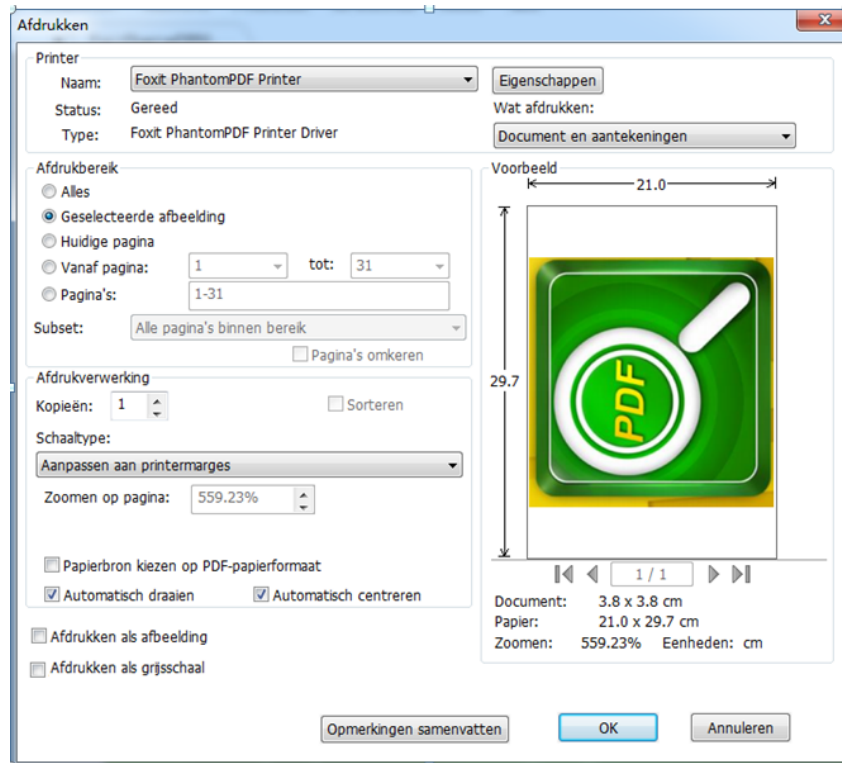 Afdrukken
Printer
Naam: Foxit PhantomPDF Printer Eigenschappen
Status: Gereed Wat afdrukken:
Type: Foxit PhantomPDF Printer Driver Document en aantekeningen
Afdrukbereik
Alles
Geselecteerde afbeelding
Huidige pagina
Vanaf pagina: 1 tot: 31
Pagina's: 1-31
Subset: Alle pagina's binnen bereik
Pagina's omkeren
Afdrukverwerking
Kopieën: 1 Sorteren
Schaaltype:
Aanpassen aan printermarges
Zoomen op pagina: 559.23%
Papierbron kiezen op PDF-papierformaat
Automatisch draaien Automatisch centreren
Afdrukken als afbeelding
Afdrukken als grijsschaal
Voorbeeld
21.0
29.7
PDF
1 / 1
Document: 3.8 x 3.8 cm
Papier: 21.0 x 29.7 cm
Zoomen: 559.23% Eenheden: cm
Opmerkingen samenvatten OK Annuleren